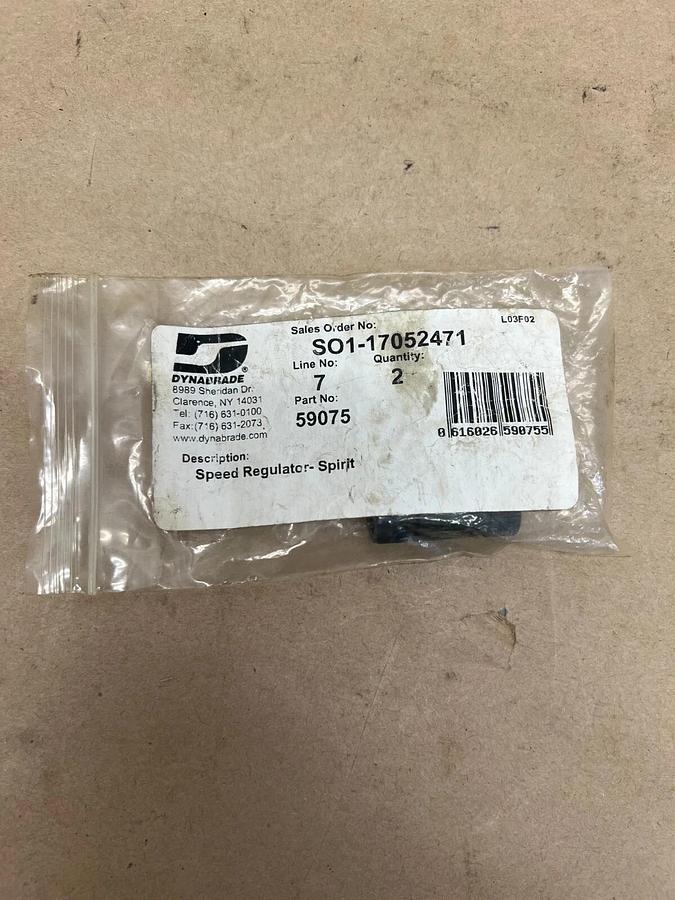 Sales Order No:
L03F02
SO1-17052471
DYNABRADE®
Line No:
Quantity:
7
2
8989 Sheridan Dr.
Clarence, NY 14031
Tel: (716) 631-0100
Fax:(716) 631-2073
www.dynabrade.com
Part No:
59075
0 616026 590755
Description:
Speed Regulator- Spirit